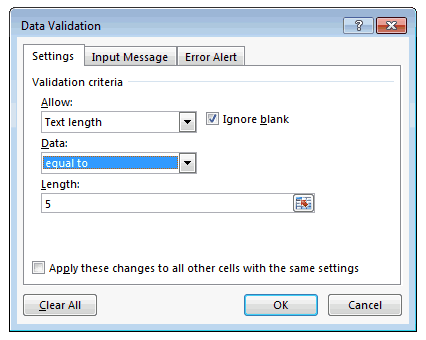 Data Validation
Settings Input Message Error Alert
Validation criteria
Allow:
Text length Ignore blank
Data:
equal to
Length:
5
Apply these changes to all other cells with the same settings
Clear All OK Cancel